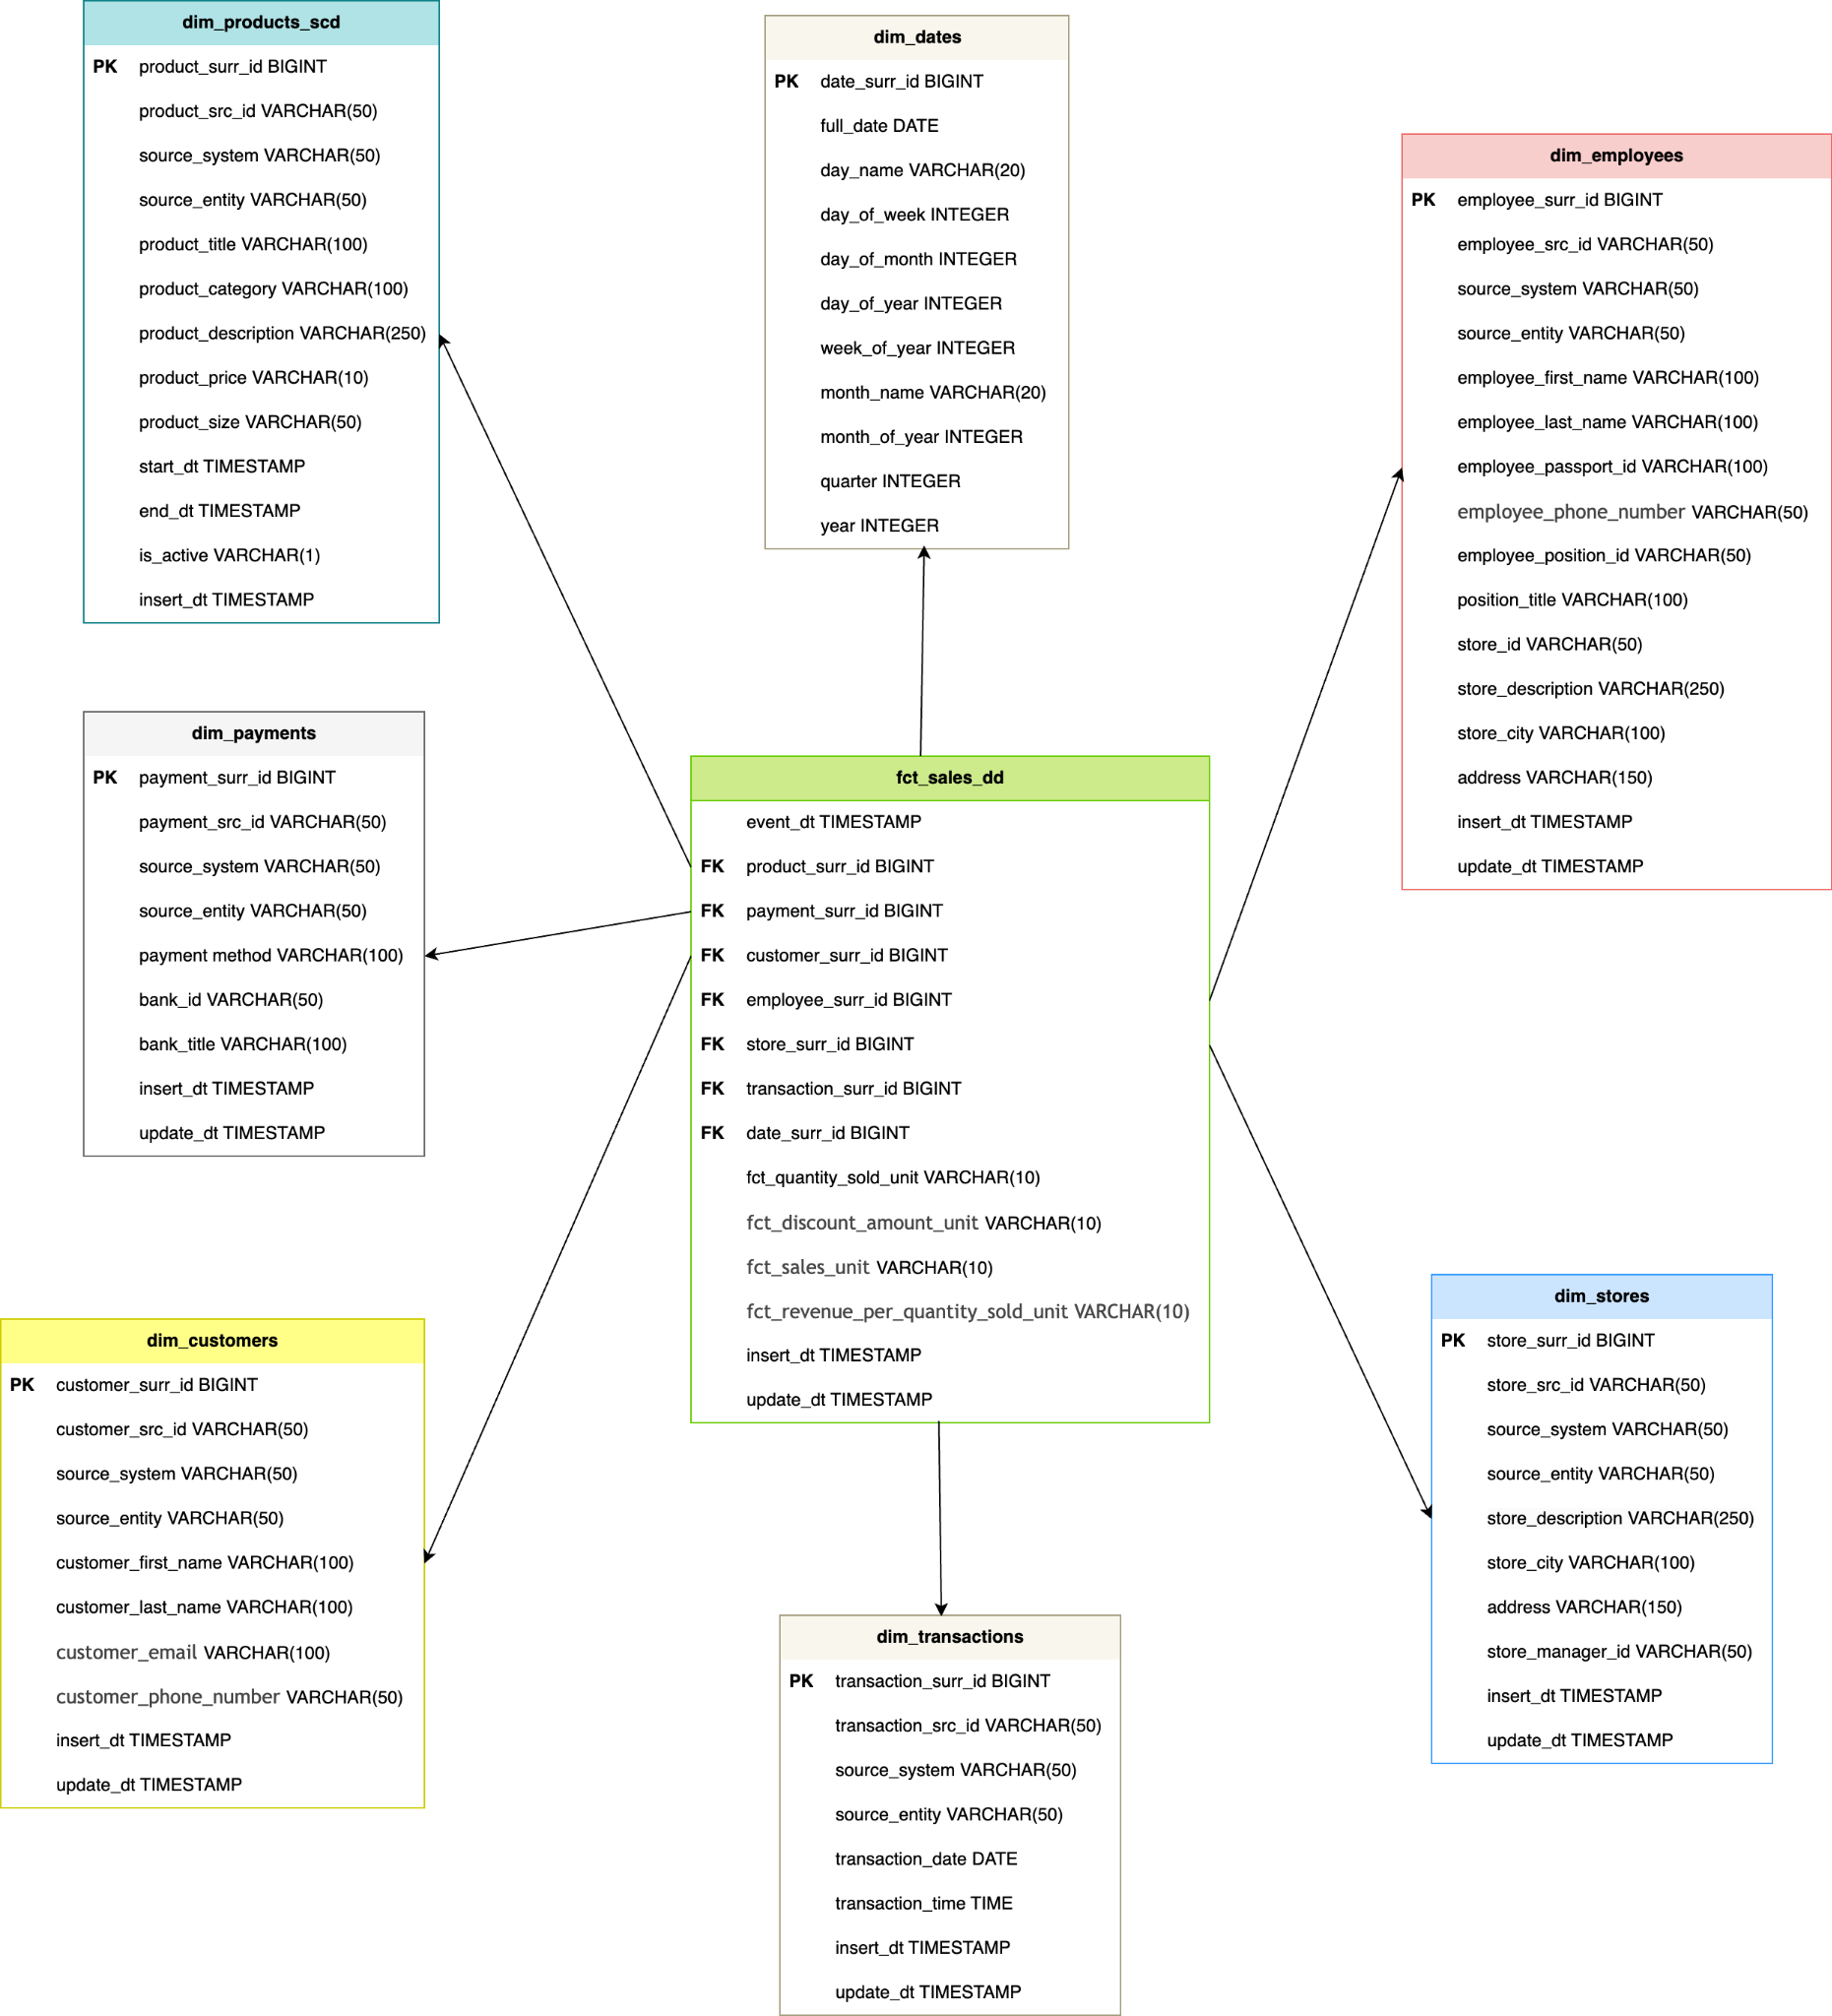 dim_products_scd
PK product_surr_id BIGINT
product_src_id VARCHAR(50)
source_system VARCHAR(50)
source_entity VARCHAR(50)
product_title VARCHAR(100)
product_category VARCHAR(100)
product_description VARCHAR(250)
product_price VARCHAR(10)
product_size VARCHAR(50)
start_dt TIMESTAMP
end_dt TIMESTAMP
is_active VARCHAR(1)
insert_dt TIMESTAMP
dim_dates
PK date_surr_id BIGINT
full_date DATE
day_name VARCHAR(20)
day_of_week INTEGER
day_of_month INTEGER
day_of_year INTEGER
week_of_year INTEGER
month_name VARCHAR(20)
month_of_year INTEGER
quarter INTEGER
year INTEGER
dim_employees
PK employee_surr_id BIGINT
employee_src_id VARCHAR(50)
source_system VARCHAR(50)
source_entity VARCHAR(50)
employee_first_name VARCHAR(100)
employee_last_name VARCHAR(100)
employee_passport_id VARCHAR(100)
employee_phone_number VARCHAR(50)
employee_position_id VARCHAR(50)
position_title VARCHAR(100)
store_id VARCHAR(50)
store_description VARCHAR(250)
store_city VARCHAR(100)
address VARCHAR(150)
insert_dt TIMESTAMP
update_dt TIMESTAMP
dim_payments
PK payment_surr_id BIGINT
payment_src_id VARCHAR(50)
source_system VARCHAR(50)
source_entity VARCHAR(50)
payment method VARCHAR(100)
bank_id VARCHAR(50)
bank_title VARCHAR(100)
insert_dt TIMESTAMP
update_dt TIMESTAMP
fct_sales_dd
event_dt TIMESTAMP
FK product_surr_id BIGINT
FK payment_surr_id BIGINT
FK customer_surr_id BIGINT
FK employee_surr_id BIGINT
FK store_surr_id BIGINT
FK transaction_surr_id BIGINT
FK date_surr_id BIGINT
fct_quantity_sold_unit VARCHAR(10)
fct_discount_amount_unit VARCHAR(10)
fct_sales_unit VARCHAR(10)
fct_revenue_per_quantity_sold_unit VARCHAR(10)
insert_dt TIMESTAMP
update_dt TIMESTAMP
dim_customers
PK customer_surr_id BIGINT
customer_src_id VARCHAR(50)
source_system VARCHAR(50)
source_entity VARCHAR(50)
customer_first_name VARCHAR(100)
customer_last_name VARCHAR(100)
customer_email VARCHAR(100)
customer_phone_number VARCHAR(50)
insert_dt TIMESTAMP
update_dt TIMESTAMP
dim_stores
PK store_surr_id BIGINT
store_src_id VARCHAR(50)
source_system VARCHAR(50)
source_entity VARCHAR(50)
store_description VARCHAR(250)
store_city VARCHAR(100)
address VARCHAR(150)
store_manager_id VARCHAR(50)
insert_dt TIMESTAMP
update_dt TIMESTAMP
dim_transactions
PK transaction_surr_id BIGINT
transaction_src_id VARCHAR(50)
source_system VARCHAR(50)
source_entity VARCHAR(50)
transaction_date DATE
transaction_time TIME
insert_dt TIMESTAMP
update_dt TIMESTAMP